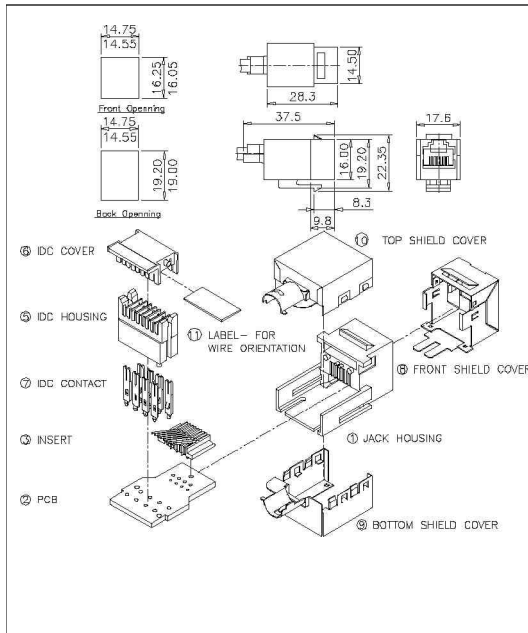 14.75
14.55
16.25
16.05
Front Openning
14.75
14.55
19.20
19.00
Back Openning
14.50
28.3
37.5
16.00
19.20
22.35
8.3
9.8
17.6
⑥ IDC COVER
⑤ IDC HOUSING
⑦ IDC CONTACT
③ INSERT
② PCB
⑪ LABEL- FOR
WIRE ORIENTATION
⑩ TOP SHIELD COVER
⑧ FRONT SHIELD COVER
① JACK HOUSING
⑨ BOTTOM SHIELD COVER